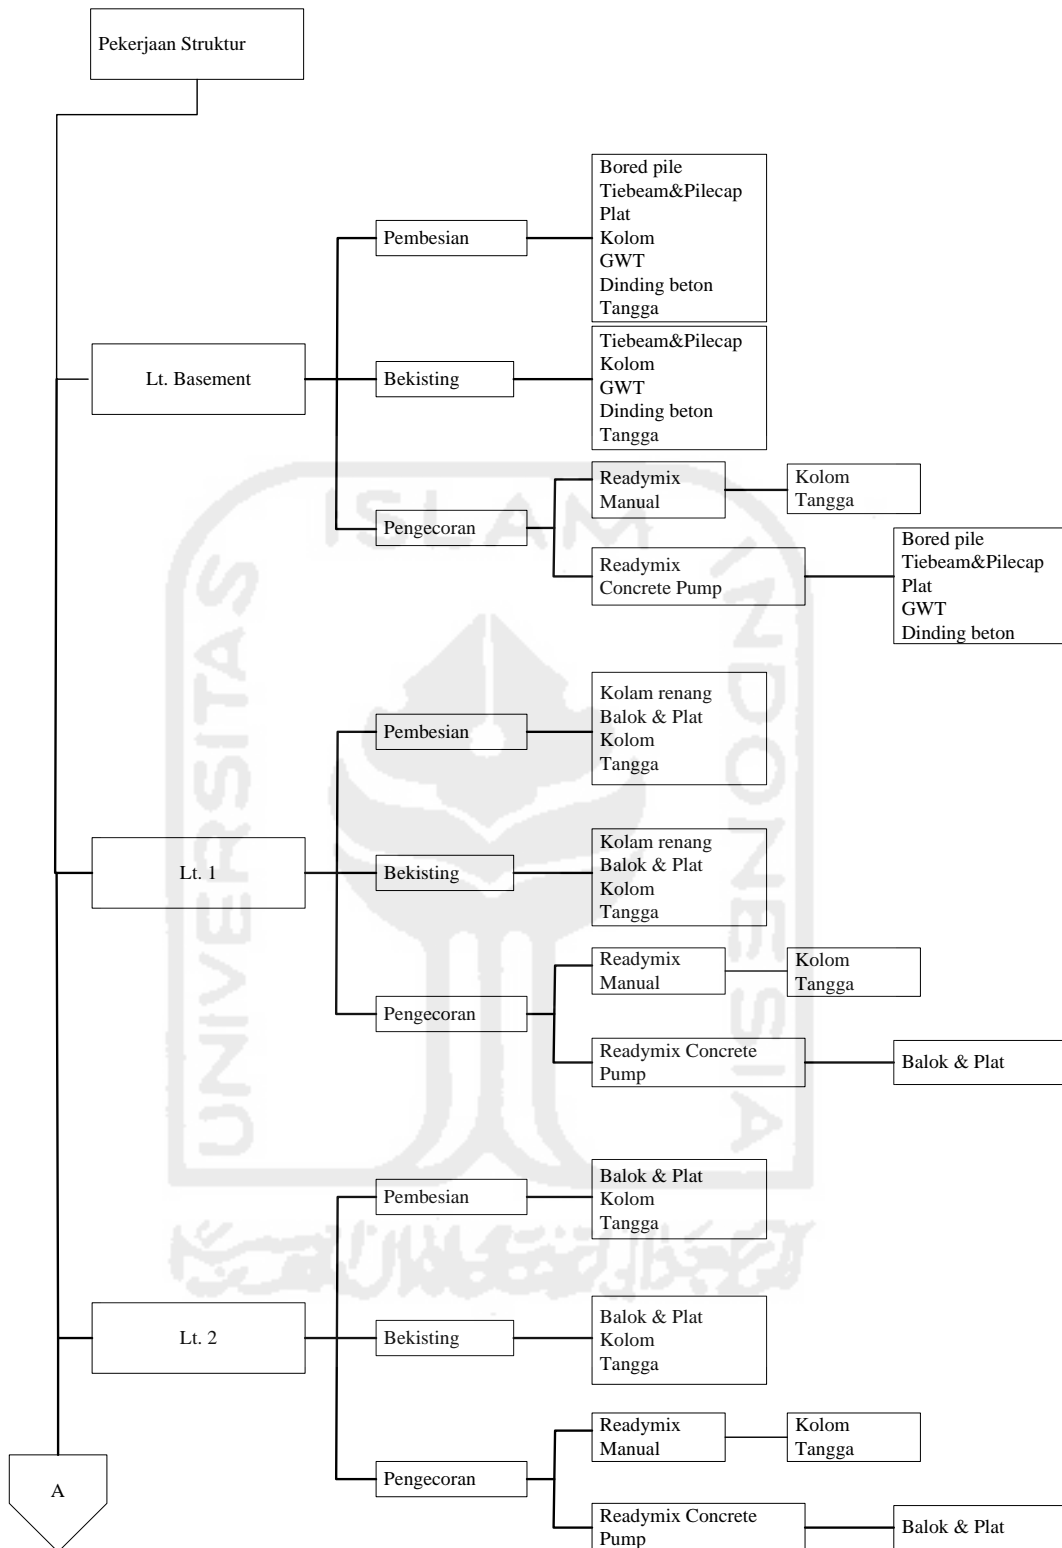 Pekerjaan Struktur
Lt. Basement
Pembesian
Bored pile
Tiebeam&Pilecap
Plat
Kolom
GWT
Dinding beton
Tangga
Bekisting
Tiebeam&Pilecap
Kolom
GWT
Dinding beton
Tangga
Pengecoran
Readymix
Manual
Kolom
Tangga
Readymix
Concrete Pump
Bored pile
Tiebeam&Pilecap
Plat
GWT
Dinding beton
Lt. 1
Pembesian
Kolam renang
Balok & Plat
Kolom
Tangga
Bekisting
Kolam renang
Balok & Plat
Kolom
Tangga
Pengecoran
Readymix
Manual
Kolom
Tangga
Readymix Concrete
Pump
Balok & Plat
Lt. 2
Pembesian
Balok & Plat
Kolom
Tangga
Bekisting
Balok & Plat
Kolom
Tangga
Pengecoran
Readymix
Manual
Kolom
Tangga
Readymix Concrete
Pump
Balok & Plat
A
UNIVERSITAS
ISLAM
INDONESIA